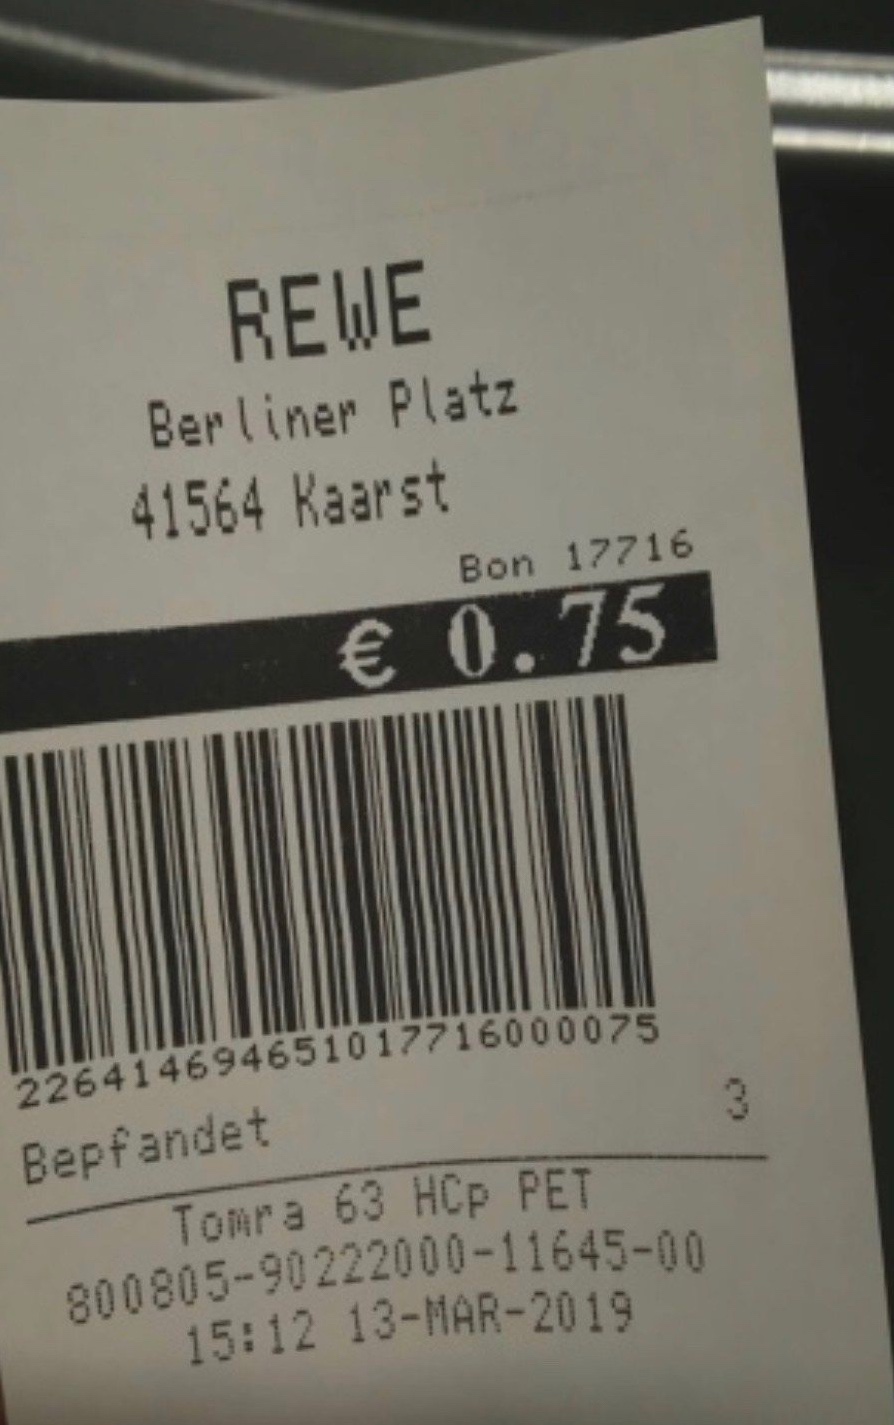 REWE
Berliner Platz
41564 Kaarst
Bon 17716
€ 0.75
226414694651017716000075
Bepfandet 3
Tomra 63 HCp PET
800805-90222000-11645-00
15:12 13-MAR-2019